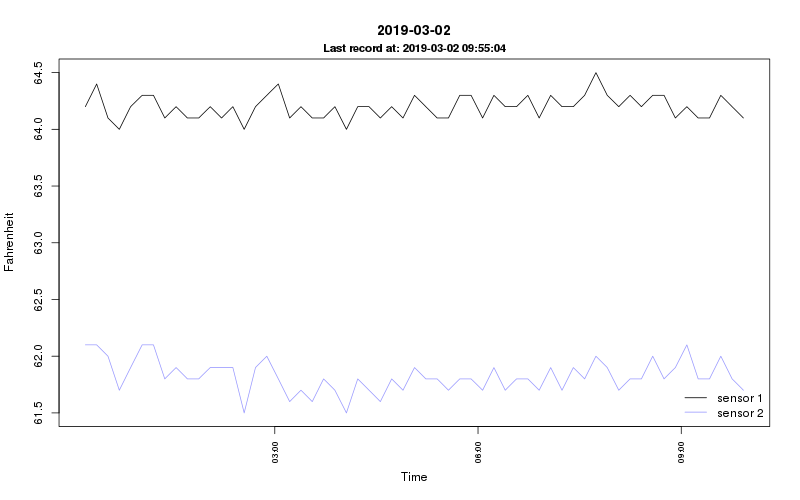 2019-03-02
Last record at: 2019-03-02 09:55:04
64.5
64.0
63.5
63.0
62.5
62.0
61.5
Fahrenheit
sensor 1
sensor 2
03:00
06:00
09:00
Time